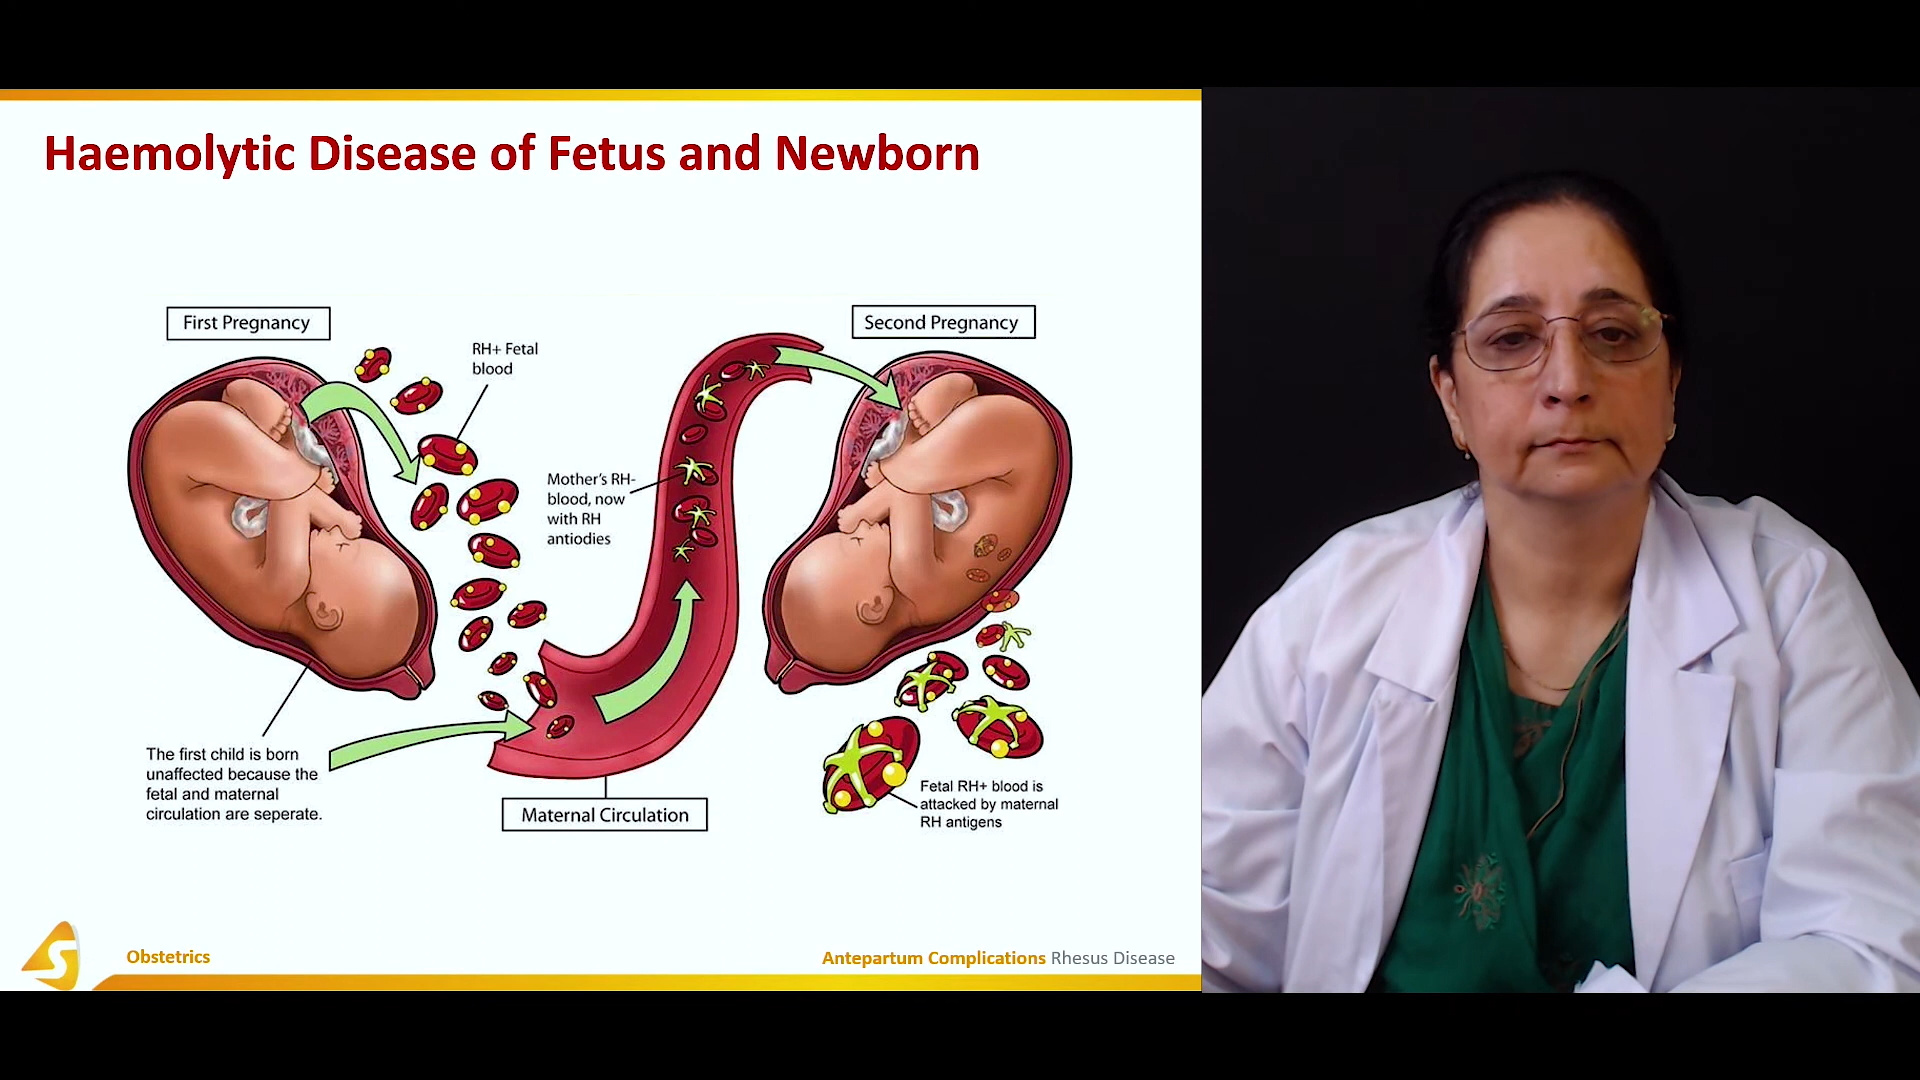 Haemolytic Disease of Fetus and Newborn
First Pregnancy
RH+ Fetal
blood
Second Pregnancy
Mother's RH-
blood, now
with RH
antiodies
The first child is born
unaffected because the
fetal and maternal
circulation are seperate.
Maternal Circulation
Fetal RH+ blood is
attacked by maternal
RH antigens
S
Obstetrics
Antepartum Complications Rhesus Disease